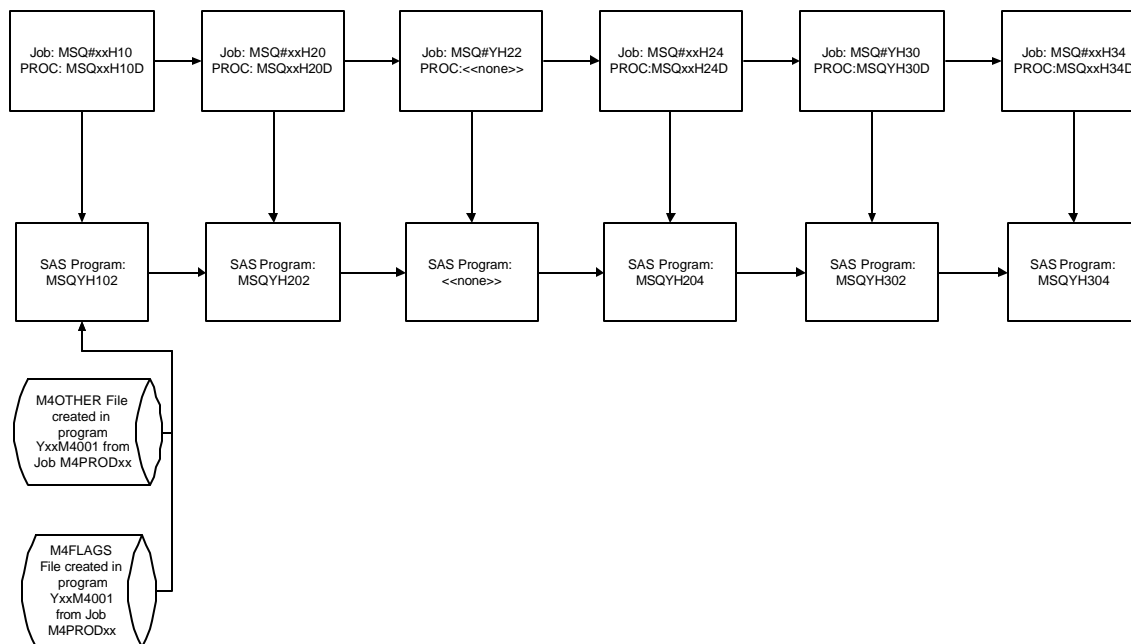 Job: MSQ#xxH10
PROC: MSQxxH10D
Job: MSQ#xxH20
PROC: MSQxxH20D
Job: MSQ#YH22
PROC:<<none>>
Job: MSQ#xxH24
PROC:MSQxxH24D
Job: MSQ#YH30
PROC:MSQYH30D
Job: MSQ#xxH34
PROC:MSQxxH34D
SAS Program:
MSQYH102
SAS Program:
MSQYH202
SAS Program:
<<none>>
SAS Program:
MSQYH204
SAS Program:
MSQYH302
SAS Program:
MSQYH304
M4OTHER File
created in
program
YxxM4001 from
Job M4PRODxx
M4FLAGS
File created in
program
YxxM4001
from Job
M4PRODxx